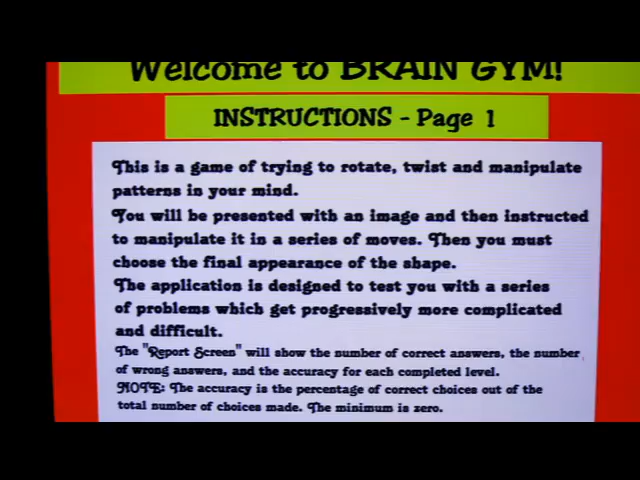 Welcome to BRAIN GYM!
INSTRUCTIONS - Page 1
This is a game of trying to rotate, twist and manipulate
patterns in your mind.
You will be presented with an image and then instructed
to manipulate it in a series of moves. Then you must
choose the final appearance of the shape.
The application is designed to test you with a series
of problems which get progressively more complicated
and difficult.
The "Report Screen" will show the number of correct answers, the number
of wrong answers, and the accuracy for each completed level.
NOTE: The accuracy is the percentage of correct choices out of the
total number of choices made. The minimum is zero.